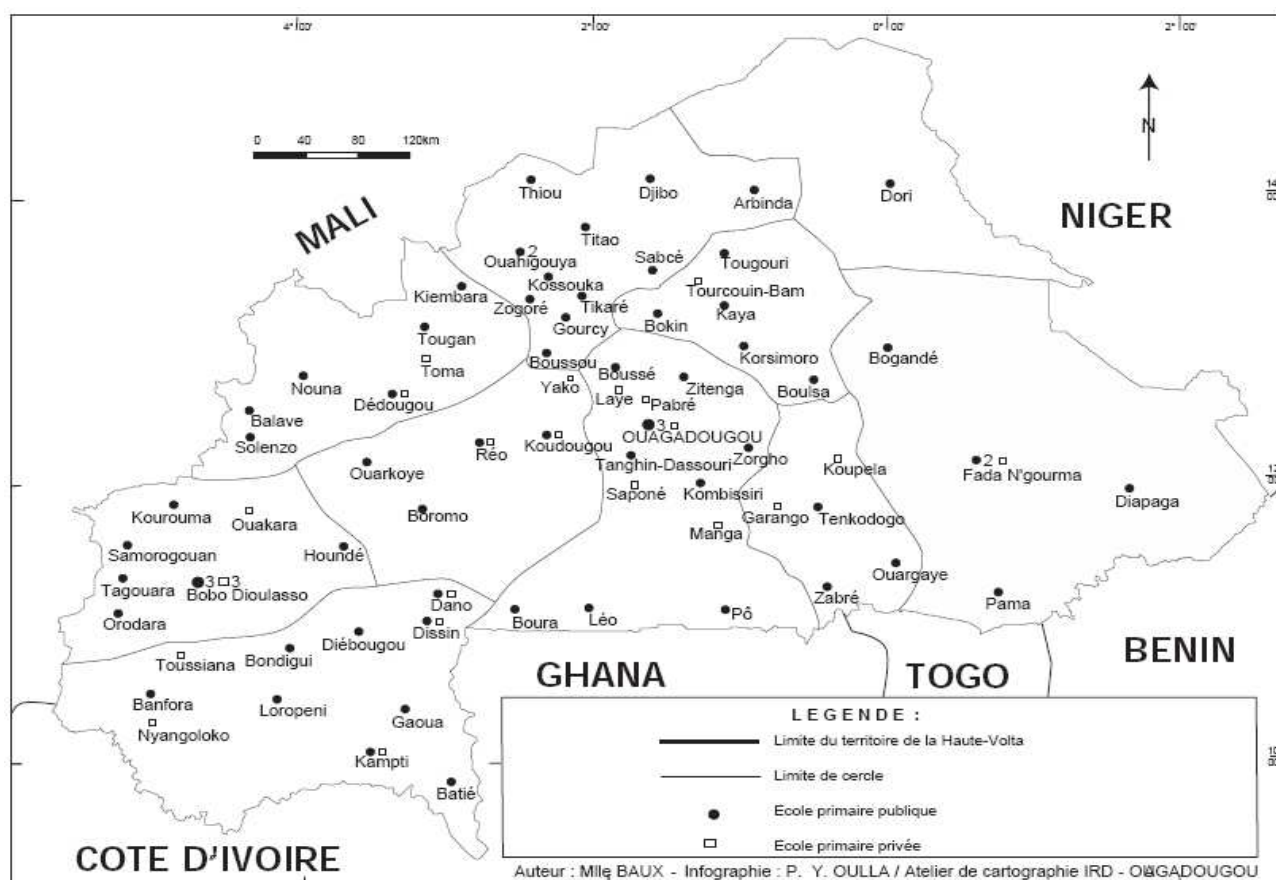 4°00'
2°00'
0°00'
2°00'
0 40 80 120km
N
MALI
NIGER
Thiou
Djibo
Arbinda
Dori
Titao
2
Ouahigouya
Sabcé
Tougouri
Kossouka
Tourcouin-Bam
Kiembara
Zogoré
Tikaré
Kaya
Gourcy
Bokin
Tougan
Toma
Korsimoro
Bogandé
Boussou
Boussé
Zitenga
Nouna
Yako
Laye
Boulsa
Dédougou
Pabré
Balave
3
OUAGADOUGOU
Solenzo
Réo
Koudougou
Zorgho
Ouarkoye
Tanghin-Dassouri
Koupela
2
Fada N'gourma
Saponé
Kombissiri
Diapaga
Kourouma
Ouakara
Boromo
Garango
Tenkodogo
Manga
Samorogouan
Houndé
Tagouara
3 3
Bobo Dioulasso
Ouargaye
Dano
Zabré
Pama
Orodara
Dissin
Boura
Léo
Pô
Diébougou
Toussiana
Bondigui
GHANA
TOGO
BENIN
Banfora
Loropeni
Gaoua
Nyangoloko
Kampti
Batié
COTE D'IVOIRE
LEGENDE :
Limite du territoire de la Haute-Volta
Limite de cercle
Ecole primaire publique
Ecole primaire privée
Auteur : Mllę BAUX - Infographie : P. Y. OULLA / Atelier de cartographie IRD - OUAGADOUGOU